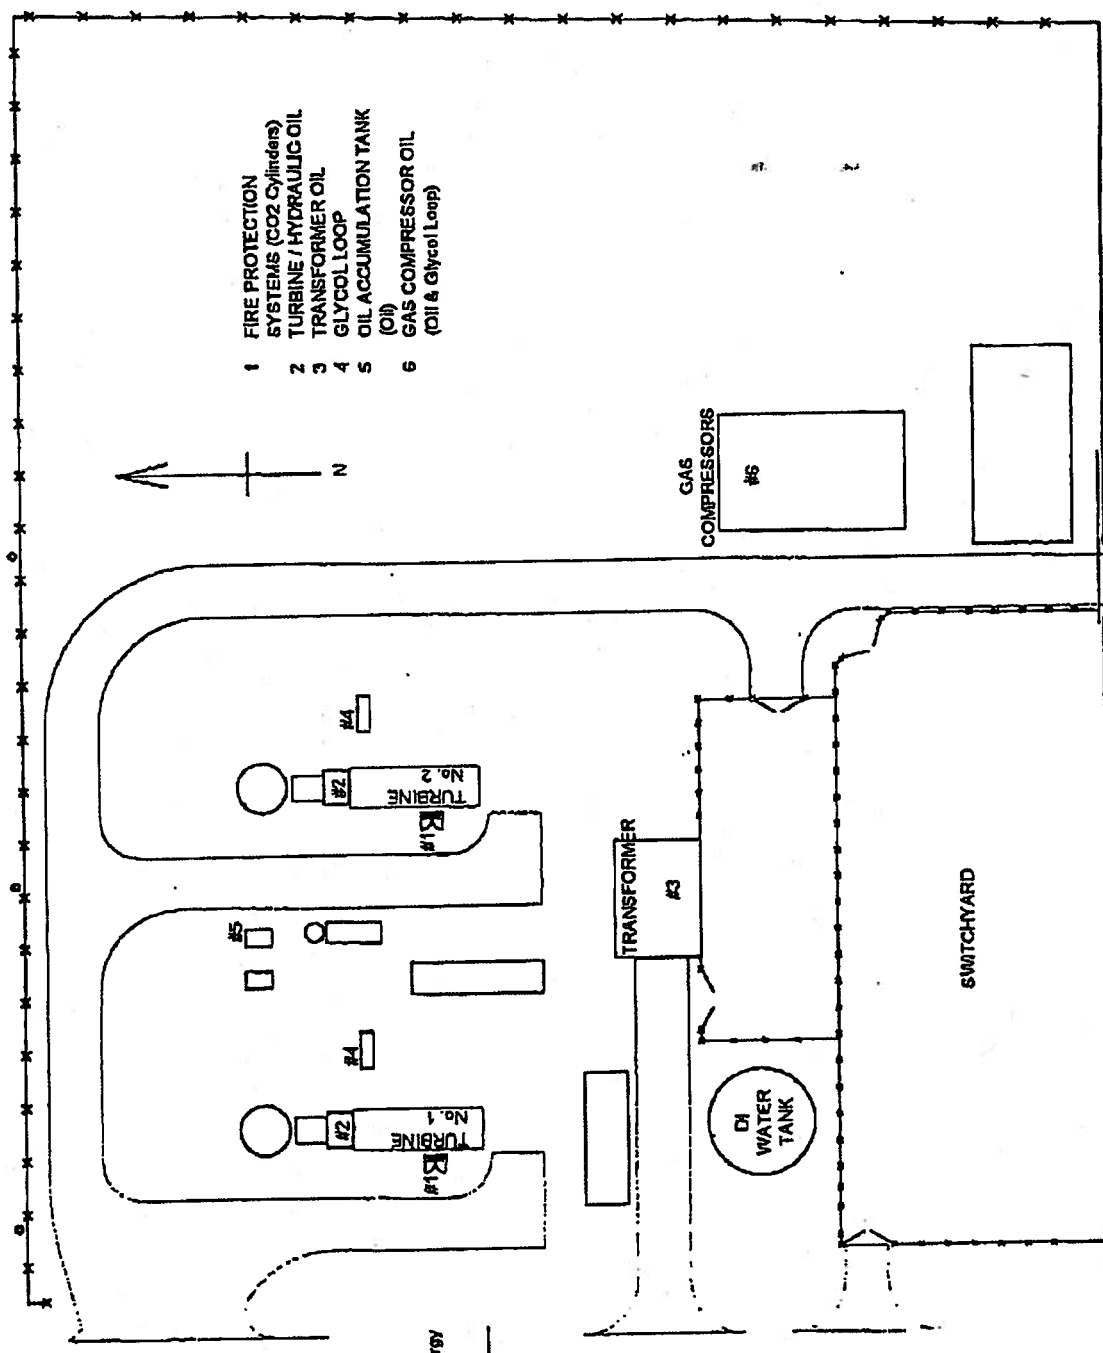 1 FIRE PROTECTION
SYSTEMS (CO2 Cylinders)
2 TURBINE / HYDRAULIC OIL
3 TRANSFORMER OIL
4 GLYCOL LOOP
5 OIL ACCUMULATION TANK
(Oil)
6 GAS COMPRESSOR OIL
(Oil & Glycol Loop)
N
GAS
COMPRESSORS
#6
#4
#2
TURBINE
No. 2
#1
#5
TRANSFORMER
#3
#4
#2
TURBINE
No. 1
#1
DI
WATER
TANK
SWITCHYARD
rgy